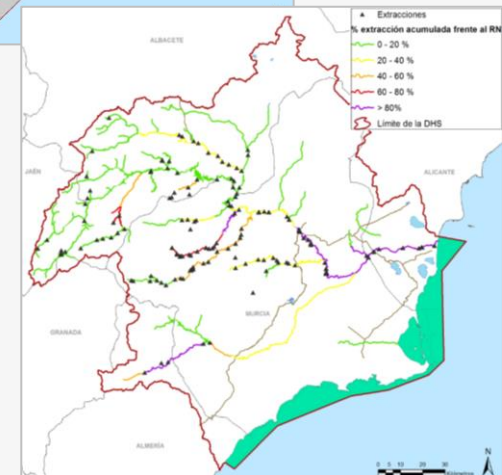 Extracciones
% extracción acumulada frente al RN
0 - 20 %
20 - 40 %
40 - 60 %
60 - 80 %
> 80%
Límite de la DHS
ALBACETE
JAÉN
ALICANTE
MURCIA
GRANADA
ALMERÍA
N
0 5 10 20 30